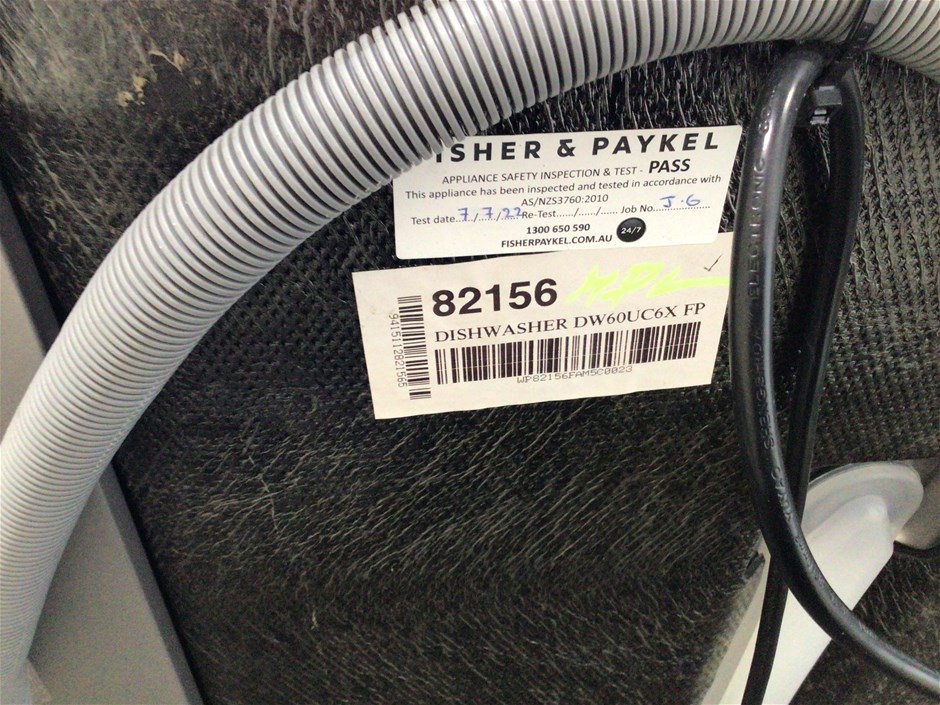 ISHER & PAYKEL
APPLIANCE SAFETY INSPECTION & TEST - PASS
This appliance has been inspected and tested in accordance with
AS/NZS3760:2010
Test date..7./.7./.22 Re-Test....../....../...... Job No. J.G
1300 650 590
FISHERPAYKEL.COM.AU 24/7
82156
DISHWASHER DW60UC6X FP
WP82156FAM5C0023
9415112821565
ELECTRONIC